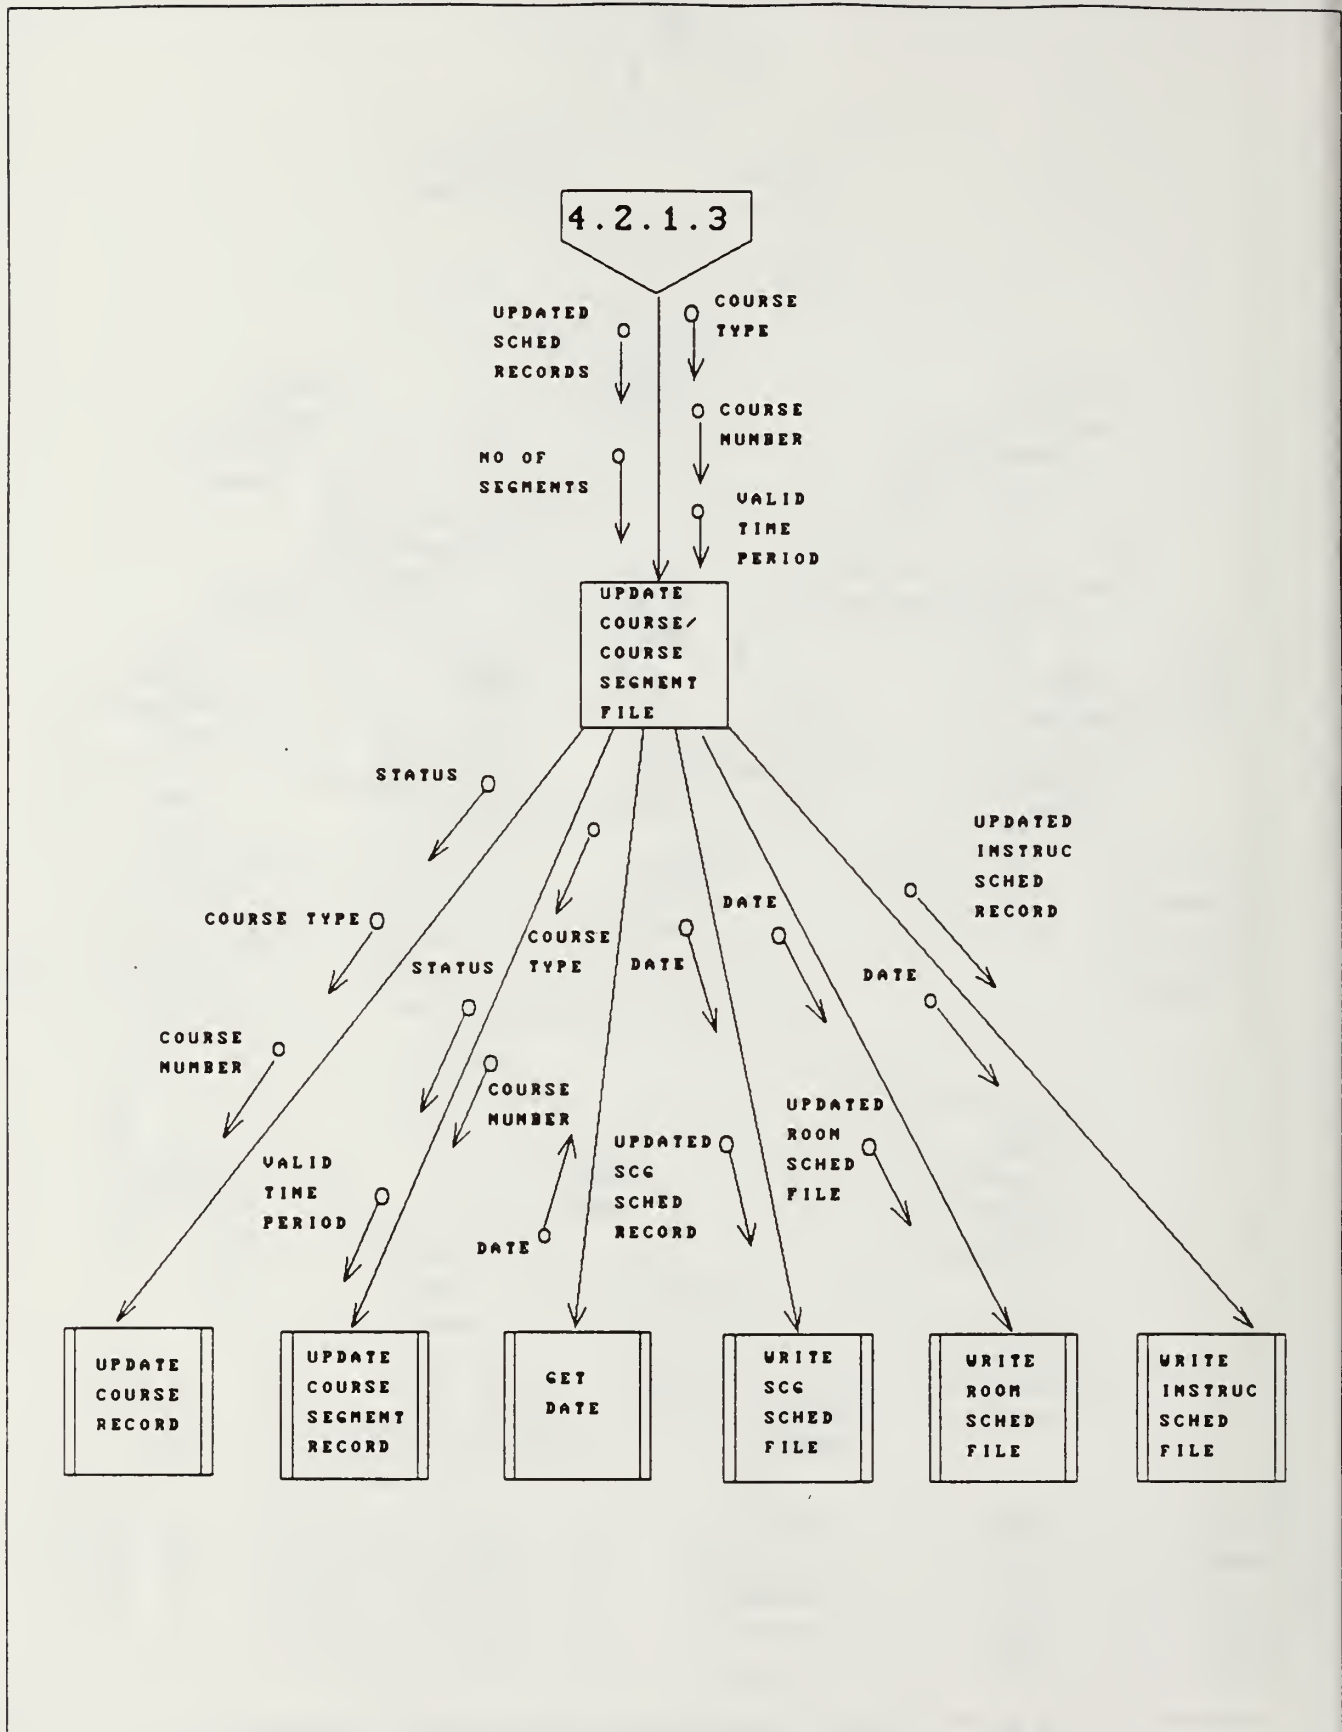 4.2.1.3
UPDATED
SCHED
RECORDS
COURSE
TYPE
COURSE
NUMBER
NO OF
SEGMENTS
VALID
TIME
PERIOD
UPDATE
COURSE/
COURSE
SEGMENT
FILE
STATUS
COURSE TYPE
COURSE
NUMBER
VALID
TIME
PERIOD
STATUS
COURSE
TYPE
COURSE
NUMBER
DATE
DATE
UPDATED
SCG
SCHED
RECORD
DATE
UPDATED
ROOM
SCHED
FILE
UPDATED
INSTRUC
SCHED
RECORD
DATE
UPDATE
COURSE
RECORD
UPDATE
COURSE
SEGMENT
RECORD
GET
DATE
WRITE
SCG
SCHED
FILE
WRITE
ROOM
SCHED
FILE
WRITE
INSTRUC
SCHED
FILE